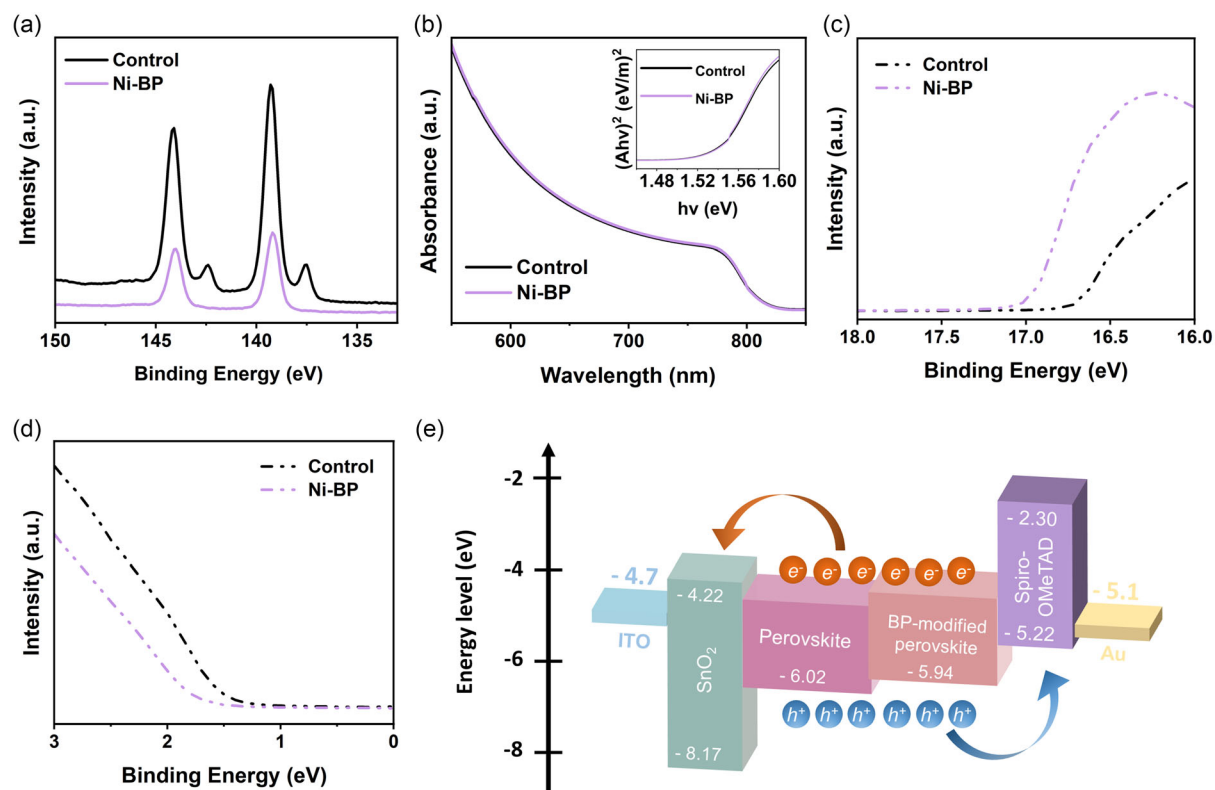 (a)
Control
Ni-BP
Intensity (a.u.)
150 145 140 135
Binding Energy (eV)
(b)
Control
Ni-BP
(Ahv)² (eV/m)²
1.48 1.52 1.56 1.60
hv (eV)
Absorbance (a.u.)
Control
Ni-BP
600 700 800
Wavelength (nm)
(c)
Control
Ni-BP
Intensity (a.u.)
18.0 17.5 17.0 16.5 16.0
Binding Energy (eV)
(d)
Control
Ni-BP
Intensity (a.u.)
3 2 1 0
Binding Energy (eV)
(e)
Energy level (eV)
-2
-4
-6
-8
- 4.7
ITO
- 4.22
SnO₂
- 8.17
e⁻ e⁻ e⁻ e⁻ e⁻ e⁻
Perovskite
- 6.02
BP-modified
perovskite
- 5.94
h⁺ h⁺ h⁺ h⁺ h⁺ h⁺
- 2.30
Spiro-
OMeTAD
- 5.22
- 5.1
Au